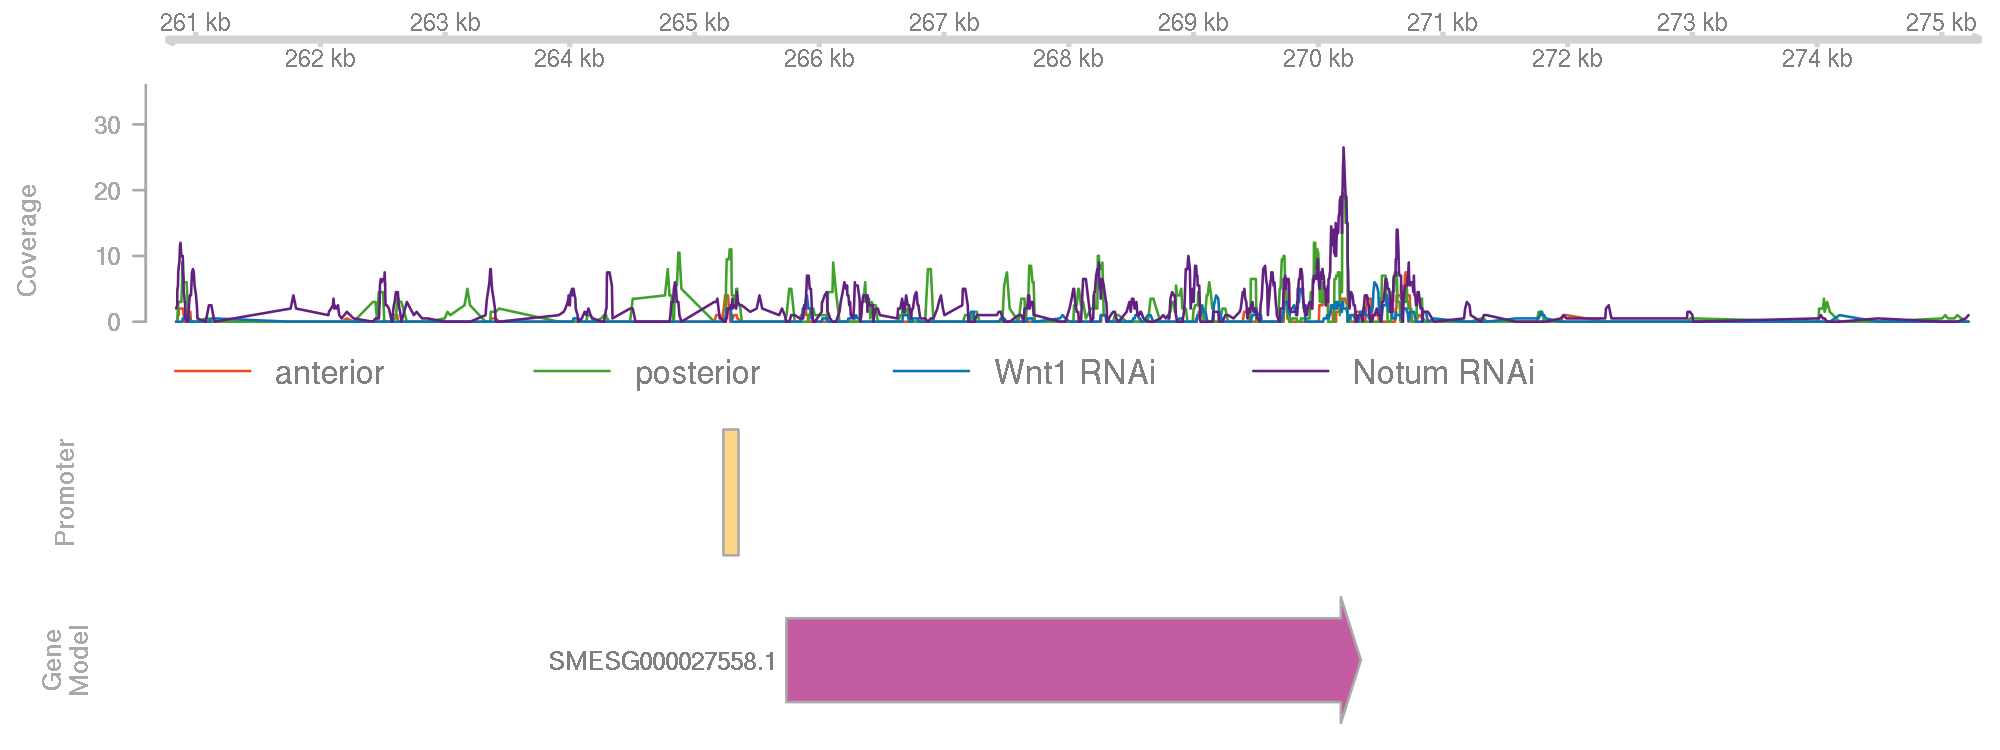 261 kb 263 kb 265 kb 267 kb 269 kb 271 kb 273 kb 275 kb
262 kb 264 kb 266 kb 268 kb 270 kb 272 kb 274 kb
Coverage
30
20
10
0
anterior posterior Wnt1 RNAi Notum RNAi
Promoter
Gene
Model
SMESG000027558.1